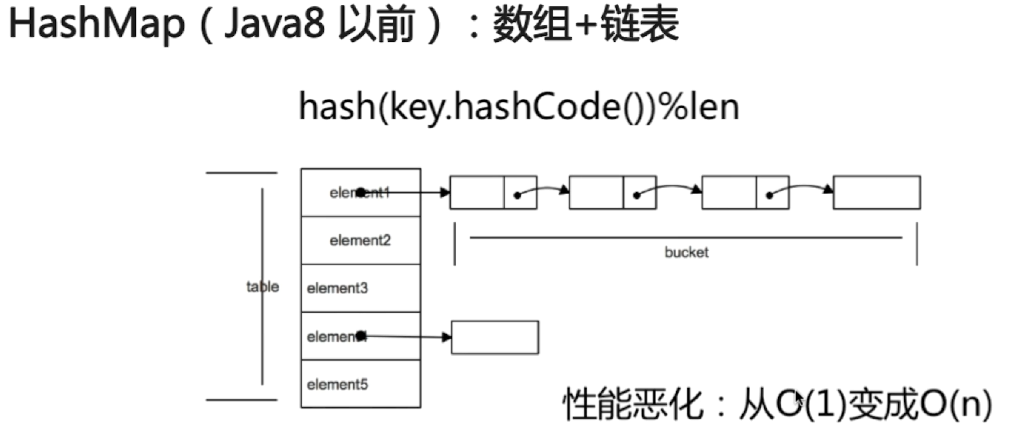 HashMap（Java8 以前）：数组+链表
hash(key.hashCode())%len
element1
element2
bucket
table
element3
element5
性能恶化：从O(1)变成O(n)